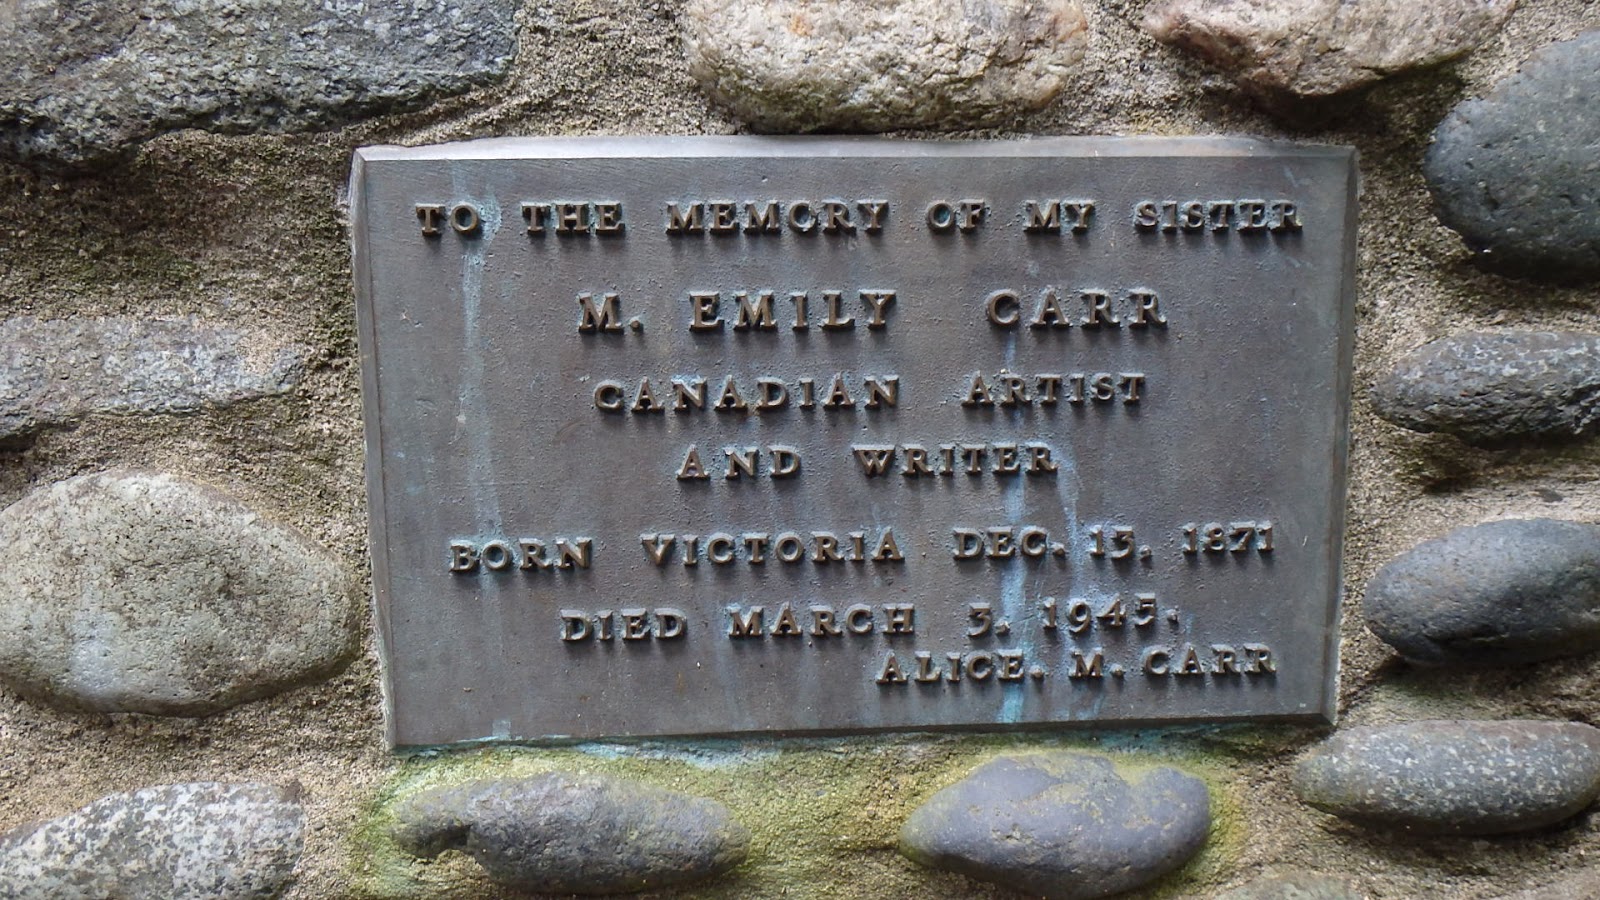 TO THE MEMORY OF MY SISTER
M. EMILY CARR
CANADIAN ARTIST
AND WRITER
BORN VICTORIA DEC. 13. 1871
DIED MARCH 3. 1945.
ALICE. M. CARR